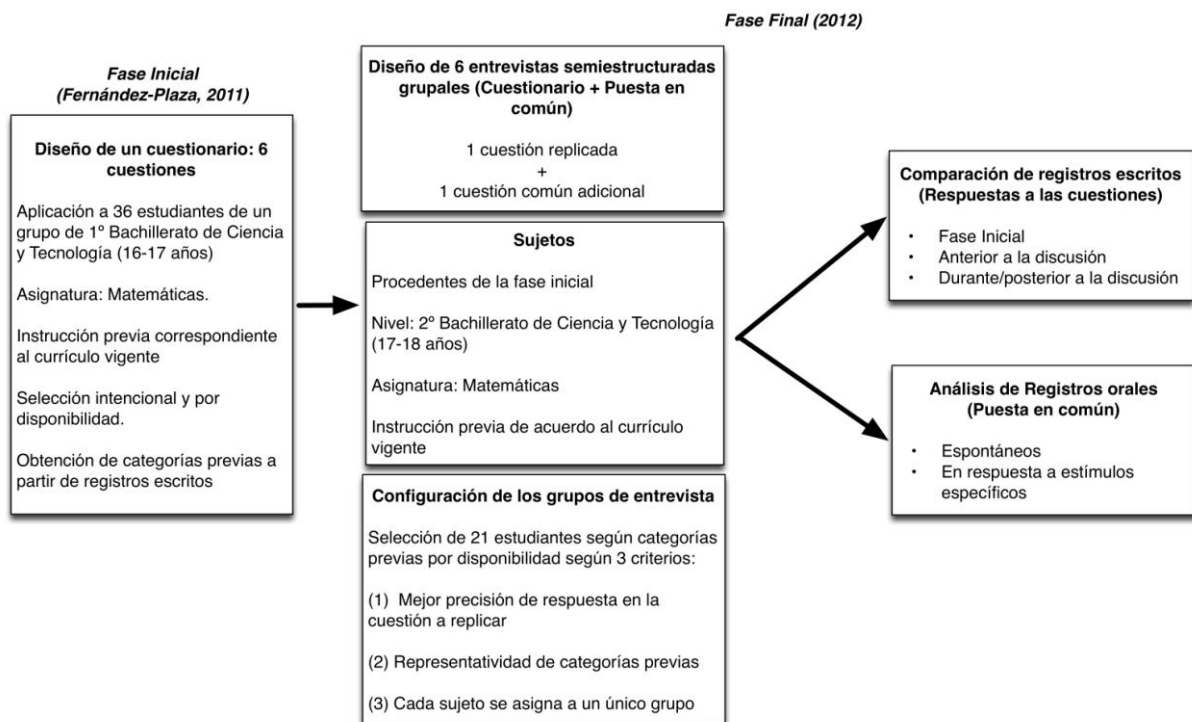 Fase Final (2012)
Fase Inicial
(Fernández-Plaza, 2011)
Diseño de un cuestionario: 6
cuestiones
Aplicación a 36 estudiantes de un
grupo de 1º Bachillerato de Ciencia
y Tecnología (16-17 años)
Asignatura: Matemáticas.
Instrucción previa correspondiente
al currículo vigente
Selección intencional y por
disponibilidad.
Obtención de categorías previas a
partir de registros escritos
Diseño de 6 entrevistas semiestructuradas
grupales (Cuestionario + Puesta en
común)
1 cuestión replicada
+
1 cuestión común adicional
Sujetos
Procedentes de la fase inicial
Nivel: 2º Bachillerato de Ciencia y Tecnología
(17-18 años)
Asignatura: Matemáticas
Instrucción previa de acuerdo al currículo
vigente
Configuración de los grupos de entrevista
Selección de 21 estudiantes según categorías
previas por disponibilidad según 3 criterios:
(1) Mejor precisión de respuesta en la
cuestión a replicar
(2) Representatividad de categorías previas
(3) Cada sujeto se asigna a un único grupo
Comparación de registros escritos
(Respuestas a las cuestiones)
• Fase Inicial
• Anterior a la discusión
• Durante/posterior a la discusión
Análisis de Registros orales
(Puesta en común)
• Espontáneos
• En respuesta a estímulos
específicos